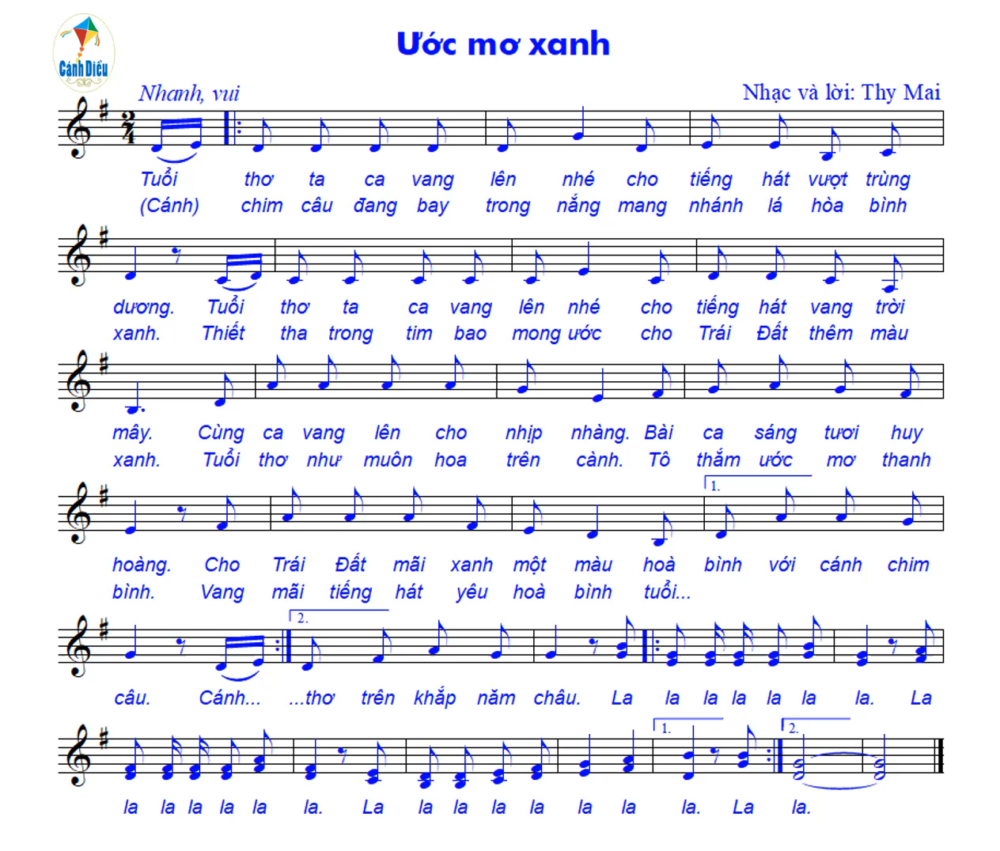 Cánh Diều
Ước mơ xanh
Nhanh, vui
Nhạc và lời: Thy Mai
2
4
Tuổi thơ ta ca vang lên nhé cho tiếng hát vượt trùng
(Cánh) chim câu đang bay trong nắng mang nhánh lá hòa bình
dương. Tuổi thơ ta ca vang lên nhé cho tiếng hát vang trời
xanh. Thiết tha trong tim bao mong ước cho Trái Đất thêm màu
mây. Cùng ca vang lên cho nhịp nhàng. Bài ca sáng tươi huy
xanh. Tuổi thơ như muôn hoa trên cành. Tô thắm ước mơ thanh
1.
hoàng. Cho Trái Đất mãi xanh một màu hoà bình với cánh chim
bình. Vang mãi tiếng hát yêu hoà bình tuổi...
2.
câu. Cánh... ...thơ trên khắp năm châu. La la la la la la la. La
1. 2.
la la la la la la. La la la la la la la la. La la.